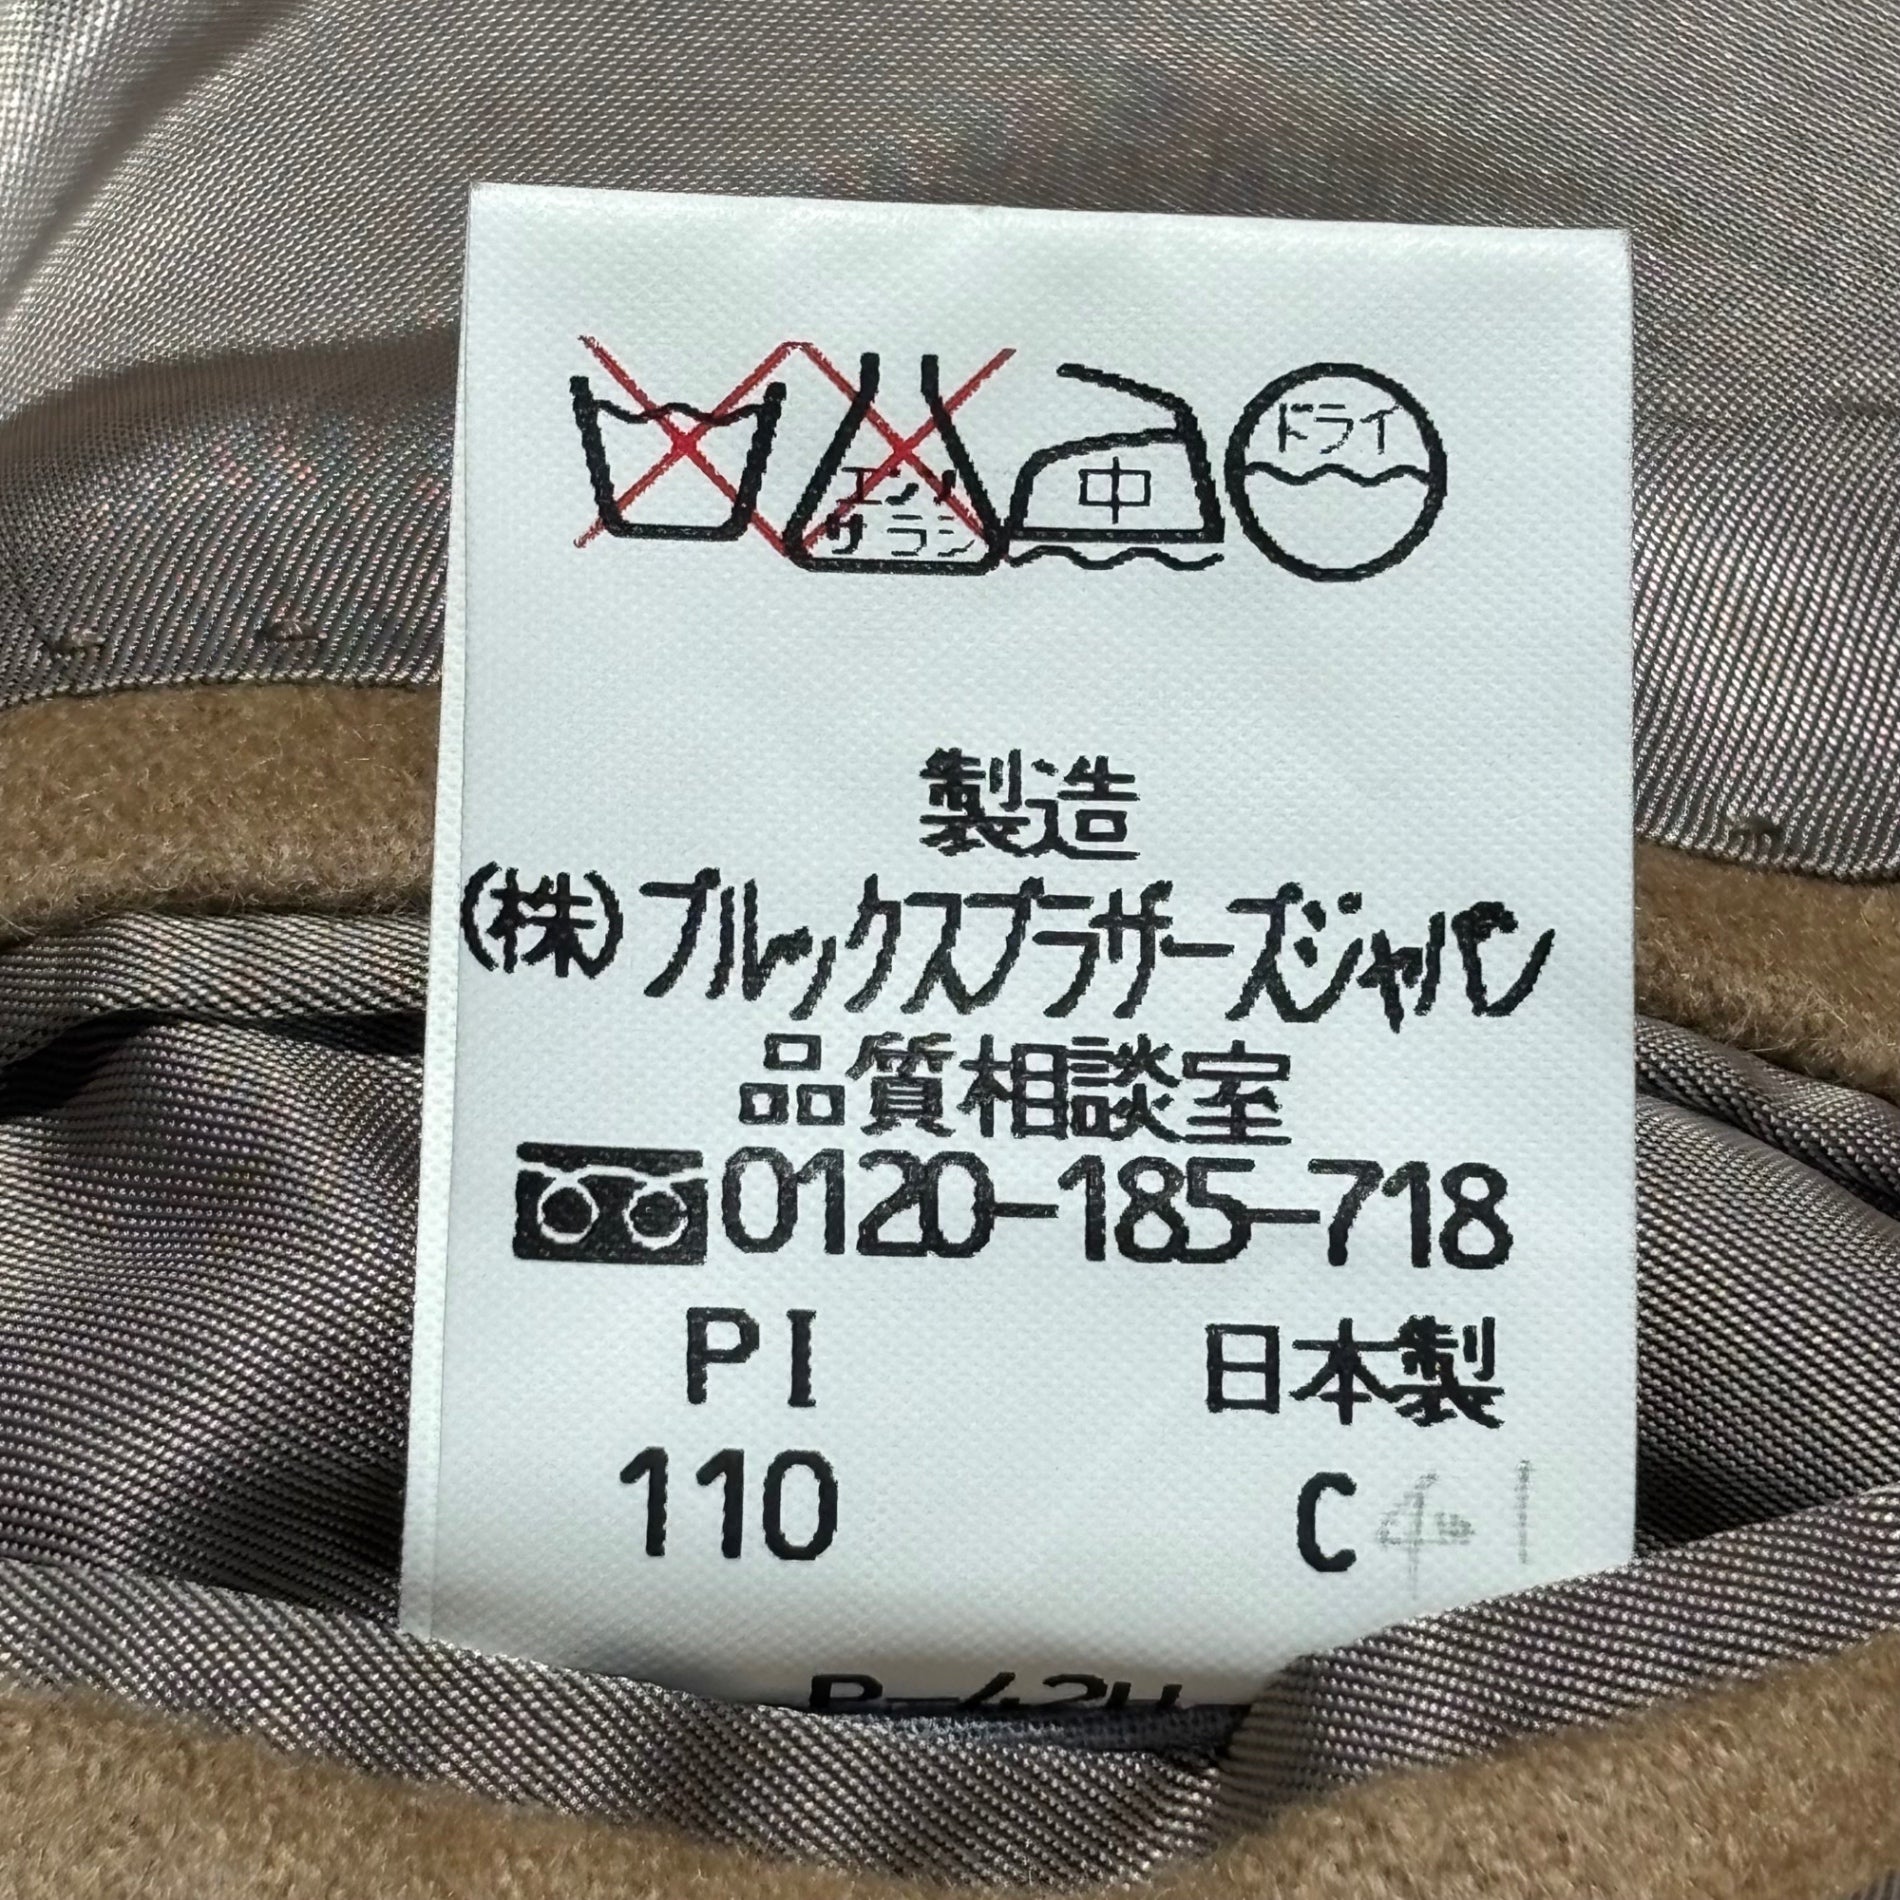 エンソ
サラシ
中
ドライ
製造
(株)ブルックスブラザーズジャパン
品質相談室
0120-185-718
PI 日本製
110 C 4-1